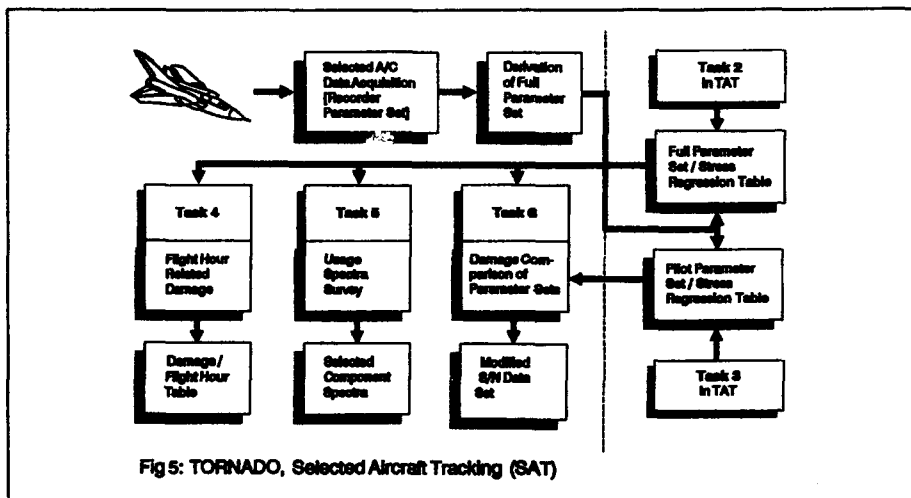 Selected A/C
Data Acquisition
[Recorder
Parameter Set]
Derivation
of Full
Parameter
Set
Task 2
in TAT
Full Parameter
Set / Stress
Regression Table
Task 4
Flight Hour
Related
Damage
Task 5
Usage
Spectra
Survey
Task 6
Damage Com-
parison of
Parameter Sets
Pilot Parameter
Set / Stress
Regression Table
Damage /
Flight Hour
Table
Selected
Component
Spectra
Modified
S/N Data
Set
Task 3
in TAT
Fig 5: TORNADO, Selected Aircraft Tracking (SAT)